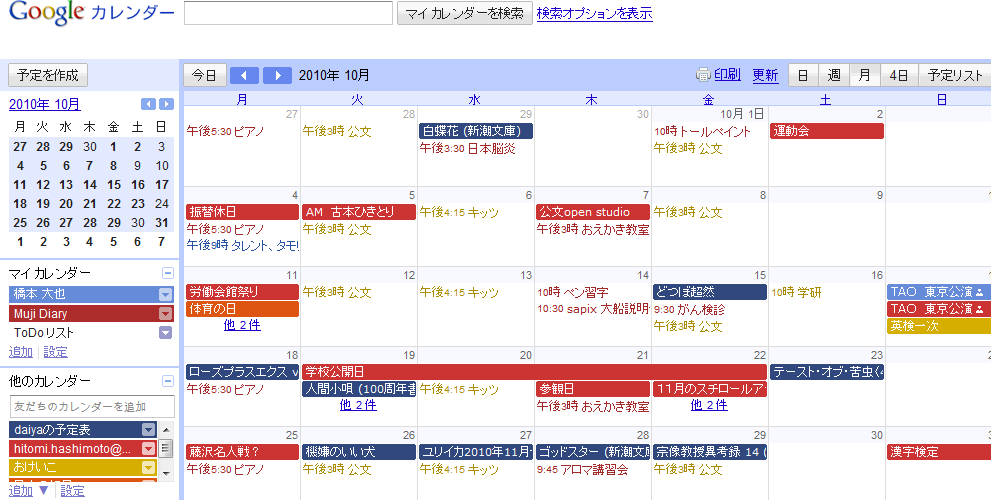 Google カレンダー
マイカレンダーを検索
検索オプションを表示
予定を作成
今日
2010年 10月
印刷
更新
日 週 月 4日 予定リスト
2010年 10月
月 火 水 木 金 土 日
27 28 29 30 1 2 3
4 5 6 7 8 9 10
11 12 13 14 15 16 17
18 19 20 21 22 23 24
25 26 27 28 29 30 31
1 2 3 4 5 6 7
マイカレンダー
橋本 大也
Muji Diary
ToDoリスト
追加 | 設定
他のカレンダー
友だちのカレンダーを追加
daiyaの予定表
hitomi.hashimoto@...
おけいこ
追加 ▼ | 設定
月 火 水 木 金 土 日
27 28 29 30 10月 1日 2
午後5:30 ピアノ
午後3時 公文
白蝶花 (新潮文庫)
午後3:30 日本脳炎
10時 トールペイント
午後3時 公文
運動会
4 5 6 7 8 9
振替休日
午後5:30 ピアノ
午後9時 タレント、タモリ
AM 古本ひきとり
午後3時 公文
午後4:15 キッツ
公文open studio
午後3時 おえかき教室
午後3時 公文
11 12 13 14 15 16
労働会館祭り
体育の日
他 2 件
午後3時 公文
午後4:15 キッツ
10時 ペン習字
10:30 sapix 大船説明
どつぼ超然
9:30 がん検診
午後3時 公文
10時 学研
TAO 東京公演
TAO 東京公演
英検一次
18 19 20 21 22 23
ローズプラスエクス v
午後5:30 ピアノ
学校公開日
人間小唄 (100周年書
他 2 件
午後4:15 キッツ
参観日
午後3時 おえかき教室
11月のスチロールア
他 2 件
テースト・オブ・苦虫〈
25 26 27 28 29 30
藤沢名人戦？
午後5:30 ピアノ
機嫌のいい犬
午後3時 公文
ユリイカ2010年11月
午後4:15 キッツ
ゴッドスター (新潮文庫
9:45 アロマ講習会
宗像教授異考録 14 (
午後3時 公文
漢字検定